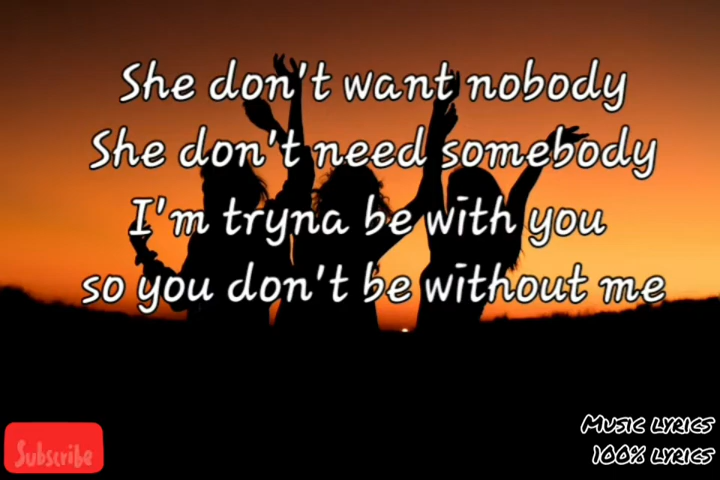 She don't want nobody
She don't need somebody
I'm tryna be with you
so you don't be without me
Music lyrics
100% lyrics
Subscribe